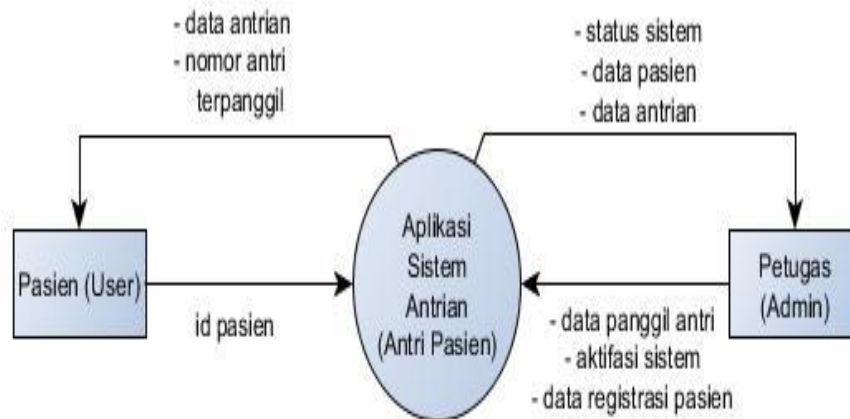 - data antrian
- nomor antri
terpanggil
- status sistem
- data pasien
- data antrian
Pasien (User)
id pasien
Aplikasi
Sistem
Antrian
(Antri Pasien)
Petugas
(Admin)
- data panggil antri
- aktifasi sistem
- data registrasi pasien